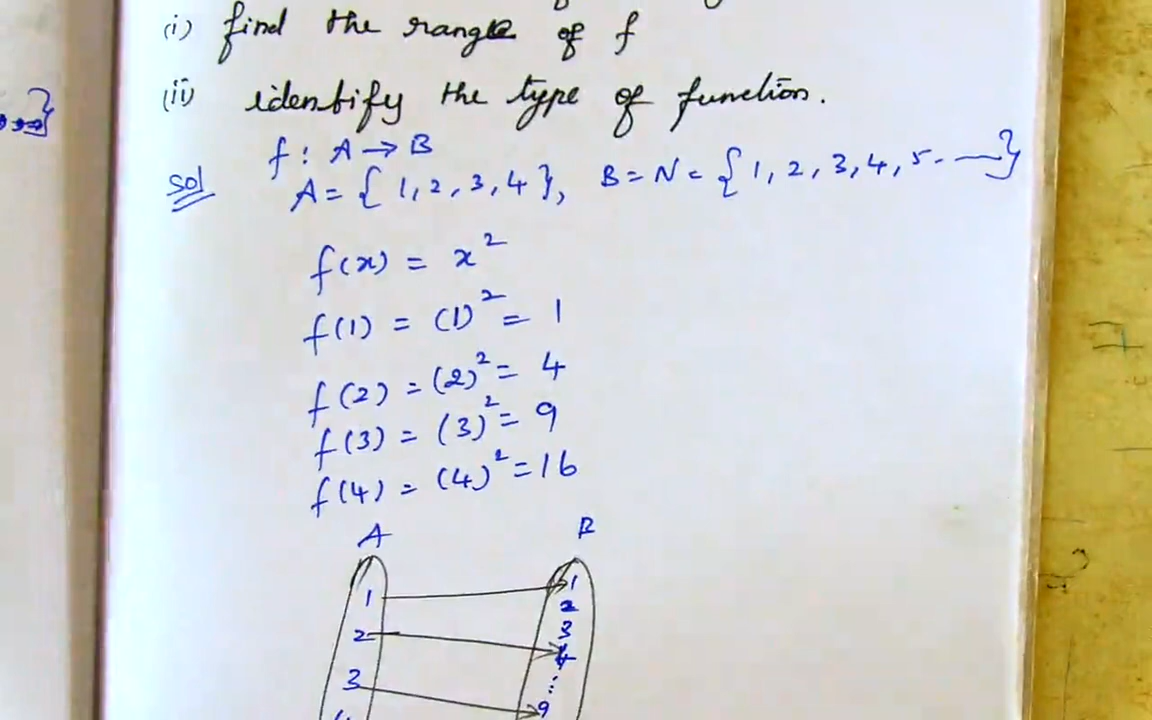 (i) find the range of f
(ii) identify the type of function.
f : A → B
Sol A = { 1, 2, 3, 4 }, B = N = { 1, 2, 3, 4, 5 . — }
f(x) = x²
f(1) = (1)² = 1
f(2) = (2)² = 4
f(3) = (3)² = 9
f(4) = (4)² = 16
A B
1 1
2
3
2 4
⋮
3 9